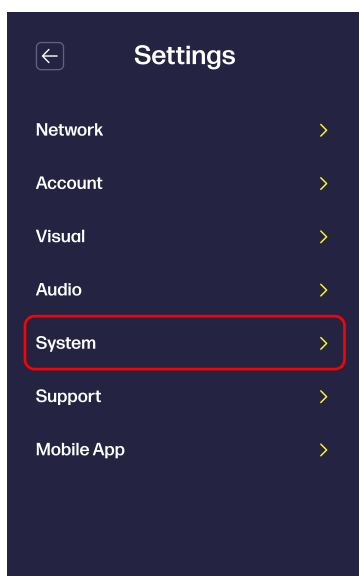 Settings
Network
Account
Visual
Audio
System
Support
Mobile App